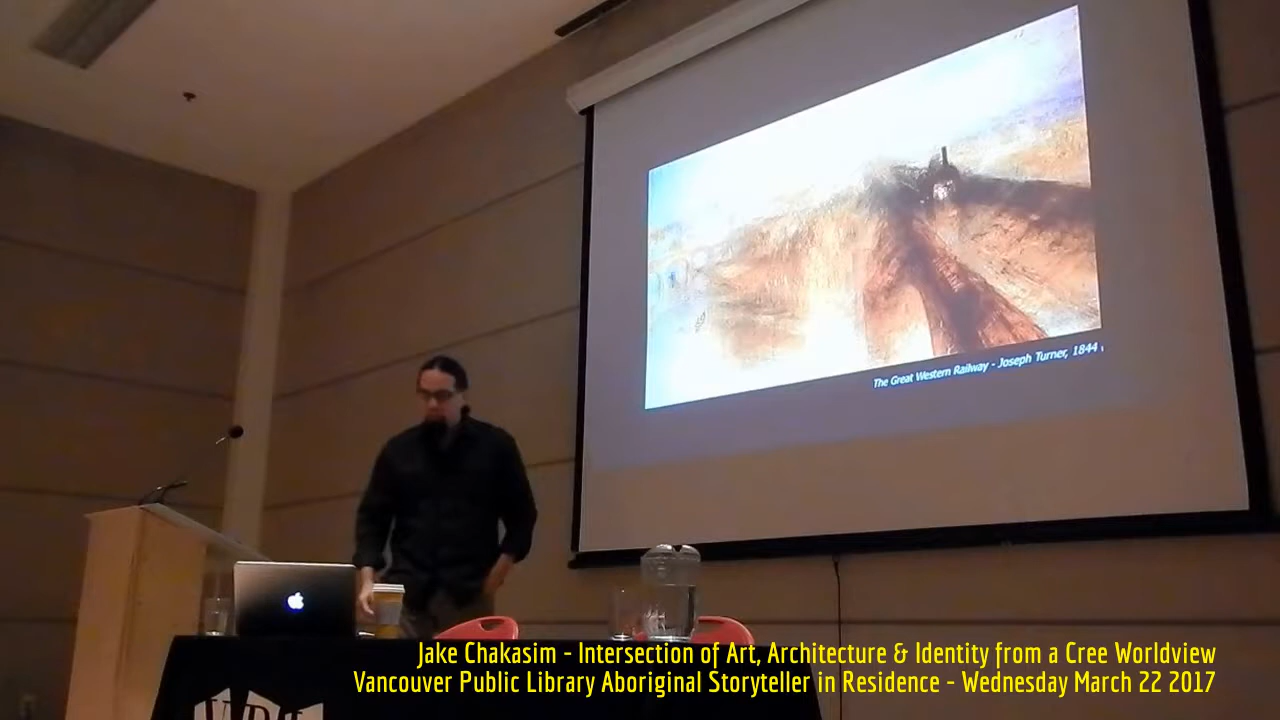 The Great Western Railway - Joseph Turner, 1844
Jake Chakasim - Intersection of Art, Architecture & Identity from a Cree Worldview
Vancouver Public Library Aboriginal Storyteller in Residence - Wednesday March 22 2017